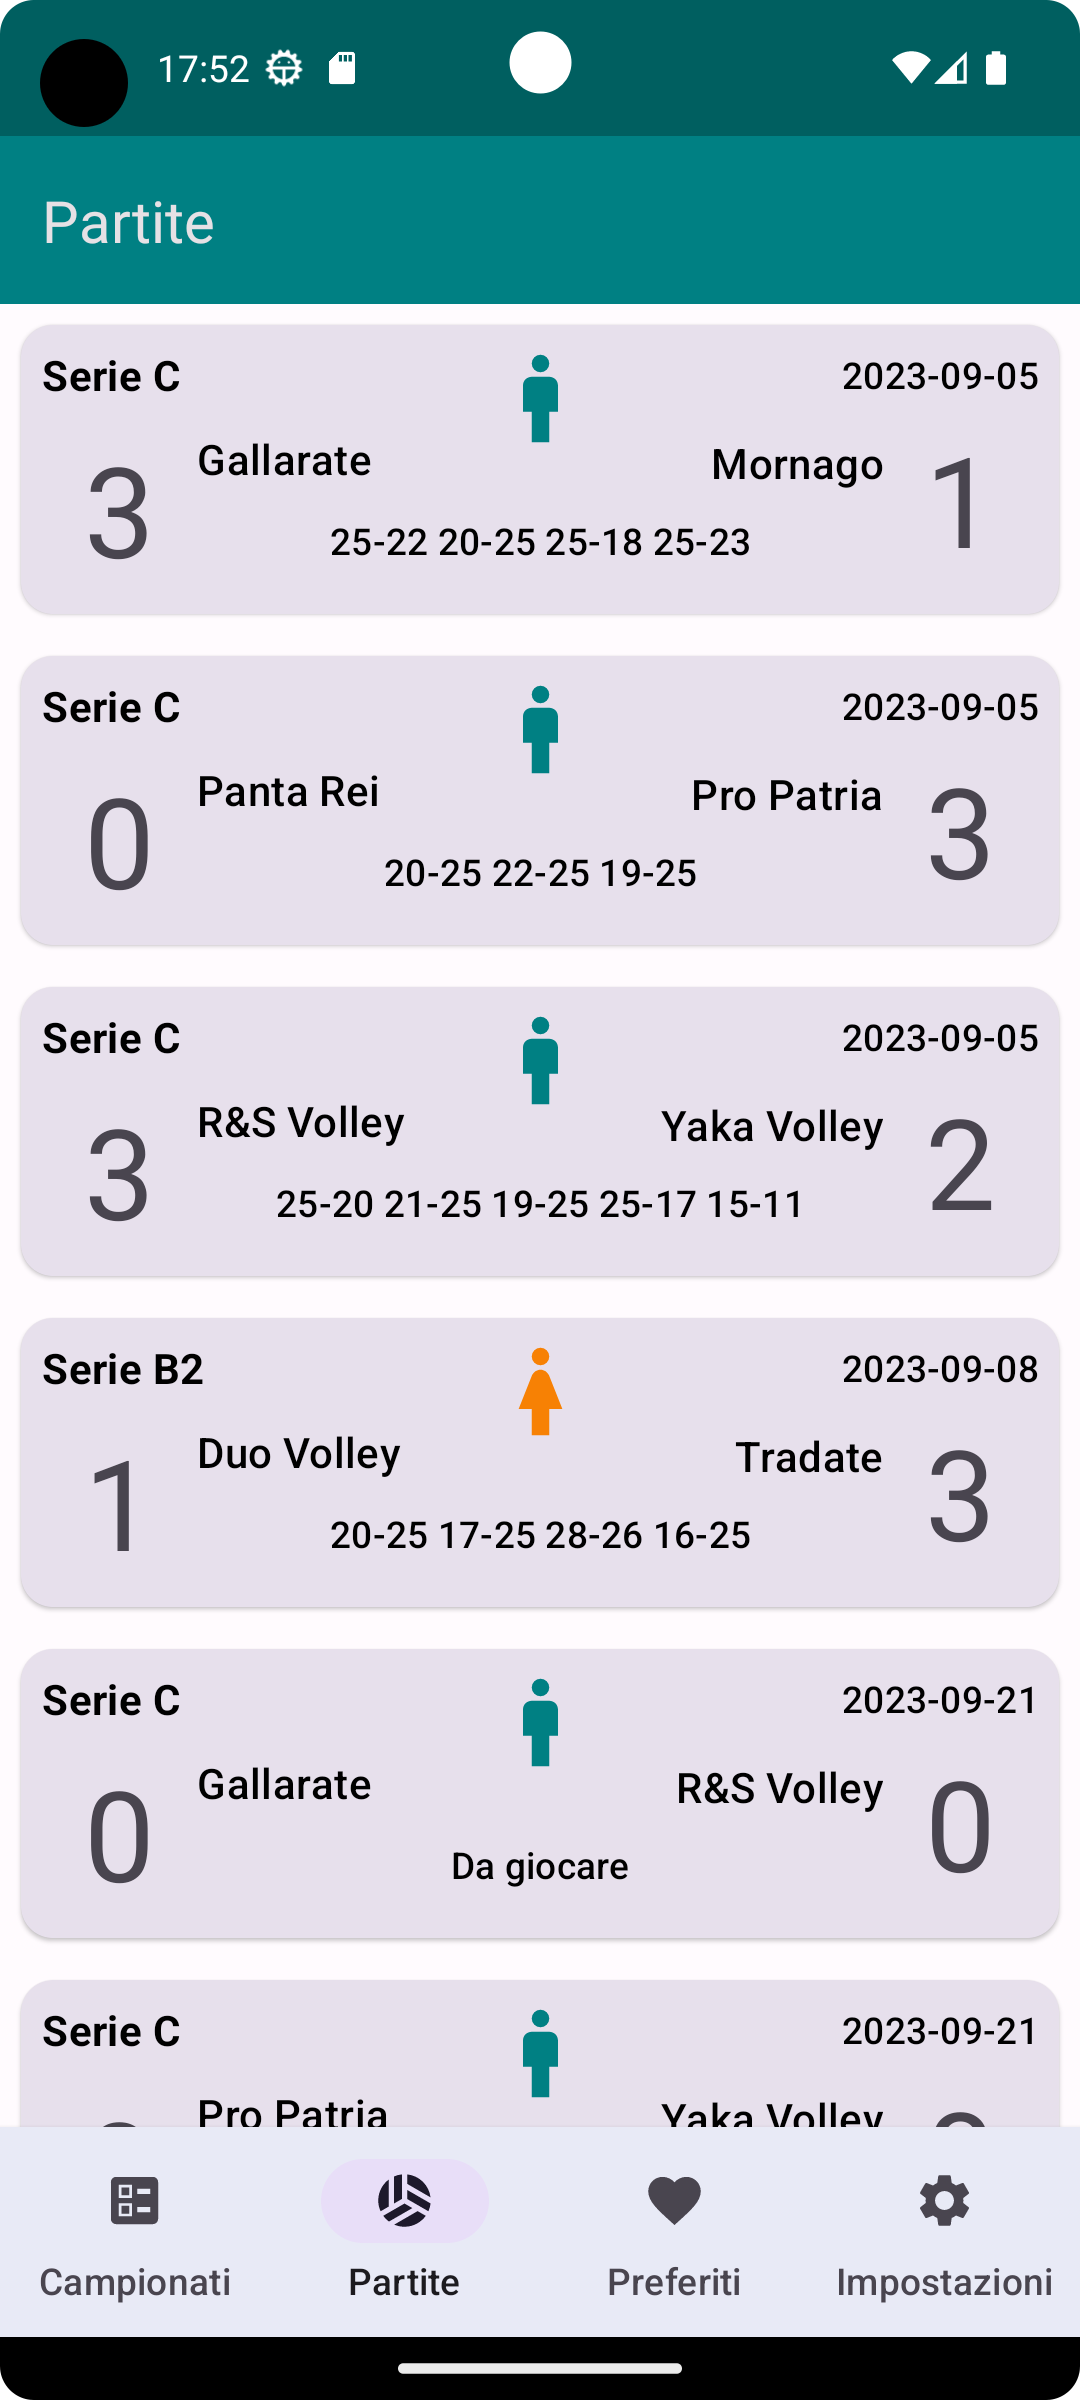 17:52
Partite
Serie C 2023-09-05
Gallarate Mornago
3 1
25-22 20-25 25-18 25-23
Serie C 2023-09-05
Panta Rei Pro Patria
0 3
20-25 22-25 19-25
Serie C 2023-09-05
R&S Volley Yaka Volley
3 2
25-20 21-25 19-25 25-17 15-11
Serie B2 2023-09-08
Duo Volley Tradate
1 3
20-25 17-25 28-26 16-25
Serie C 2023-09-21
Gallarate R&S Volley
0 0
Da giocare
Serie C 2023-09-21
Pro Patria Yaka Volley
Campionati Partite Preferiti Impostazioni